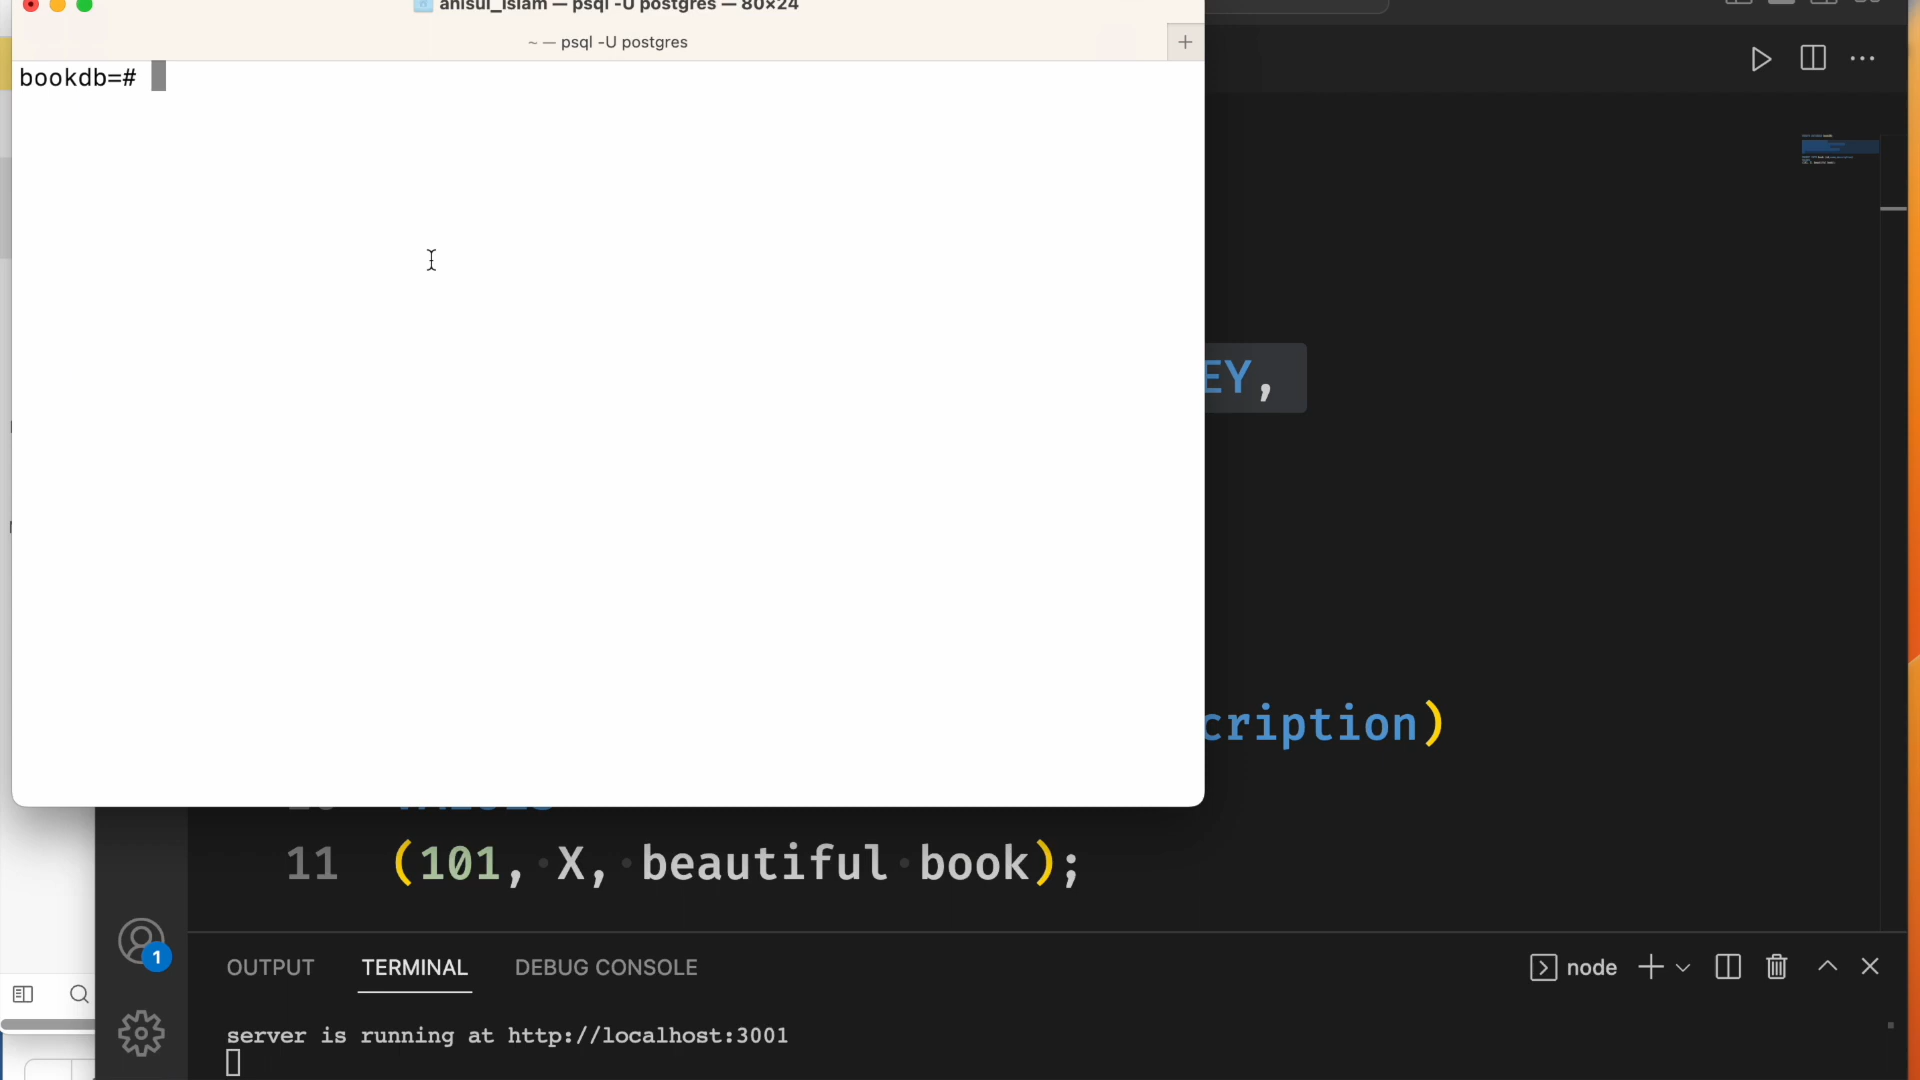 anisul_islam — psql -U postgres — 80×24
~ — psql -U postgres
bookdb=#
EY,
cription)
11 (101, X, beautiful book);
1
OUTPUT TERMINAL DEBUG CONSOLE
node
server is running at http://localhost:3001